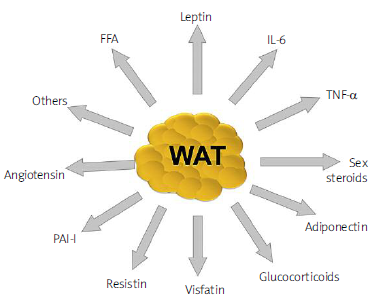 Leptin
FFA
IL-6
TNF-α
Others
WAT
Sex
steroids
Angiotensin
Adiponectin
PAI-I
Glucocorticoids
Resistin
Visfatin